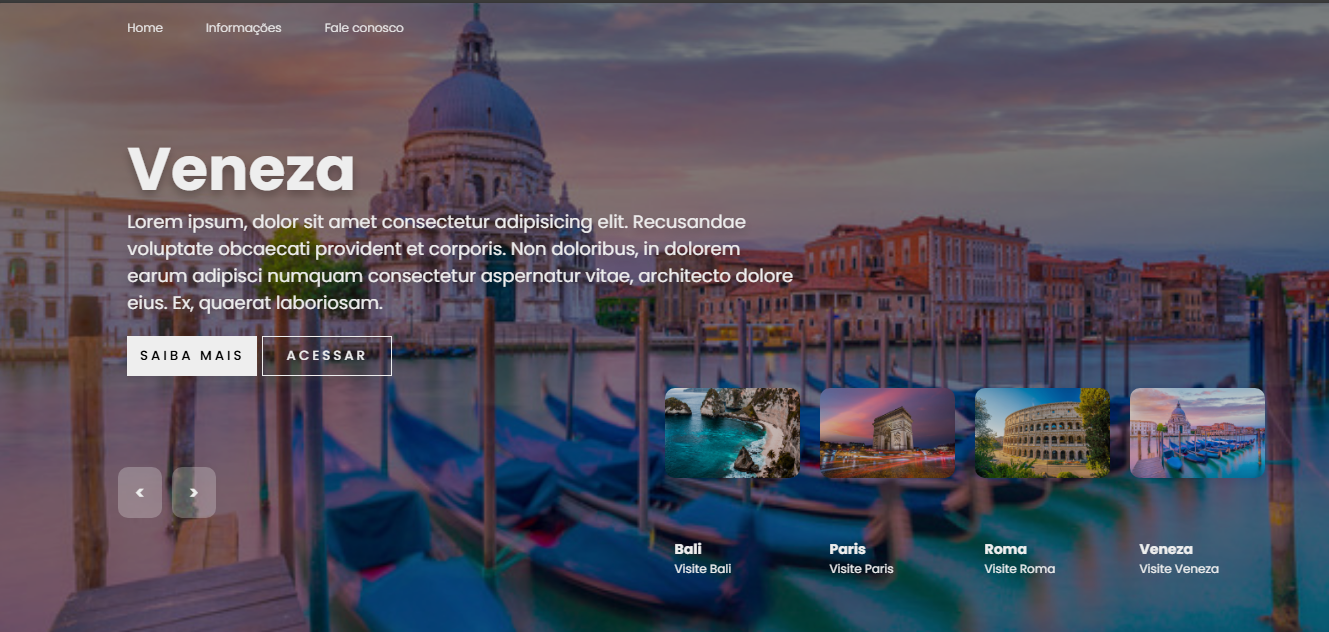 Home Informações Fale conosco
Veneza
Lorem ipsum, dolor sit amet consectetur adipisicing elit. Recusandae
voluptate obcaecati provident et corporis. Non doloribus, in dolorem
earum adipisci numquam consectetur aspernatur vitae, architecto dolore
eius. Ex, quaerat laboriosam.
SAIBA MAIS ACESSAR
< >
Bali Paris Roma Veneza
Visite Bali Visite Paris Visite Roma Visite Veneza